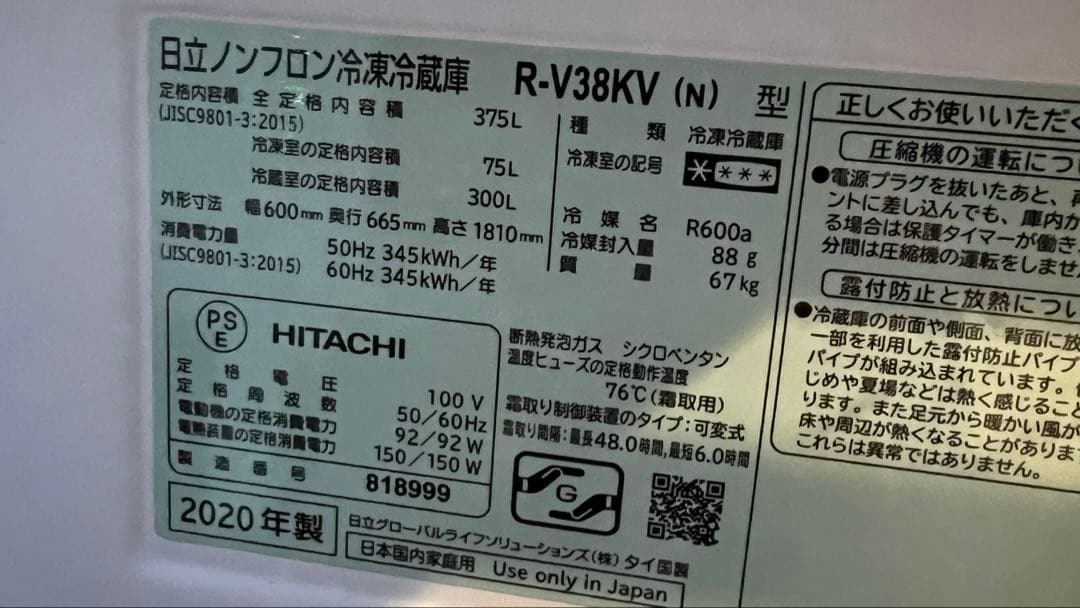 日立ノンフロン冷凍冷蔵庫 R-V38KV (N) 型
定格内容積 全定格内容積 375L
(JISC9801-3:2015)
冷凍室の定格内容積 75L
冷蔵室の定格内容積 300L
外形寸法 幅600mm 奥行665mm 高さ1810mm
消費電力量 50Hz 345kWh/年
(JISC9801-3:2015) 60Hz 345kWh/年
種類 冷凍冷蔵庫
冷凍室の記号 ****
冷媒名 R600a
冷媒封入量 88g
質量 67kg
PS
E
HITACHI
定格電圧 100V
定格周波数 50/60Hz
電動機の定格消費電力 92/92W
電熱装置の定格消費電力 150/150W
製造番号 818999
断熱発泡ガス シクロペンタン
温度ヒューズの定格動作温度
76℃(霜取用)
霜取り制御装置のタイプ:可変式
霜取り間隔:最長48.0時間,最短6.0時間
G
2020年製
日立グローバルライフソリューションズ(株) タイ国製
日本国内家庭用 Use only in Japan
正しくお使いいただく
圧縮機の運転につ
●電源プラグを抜いたあと、
ントに差し込んでも、庫内か
る場合は保護タイマーが働き
分間は圧縮機の運転をしませ
露付防止と放熱につい
●冷蔵庫の前面や側面、背面に放
一部を利用した露付防止パイプ
パイプが組み込まれています。
じめや夏場などは熱く感じること
ります。また足元から暖かい風が
床や周辺が熱くなることがありま
これらは異常ではありません。